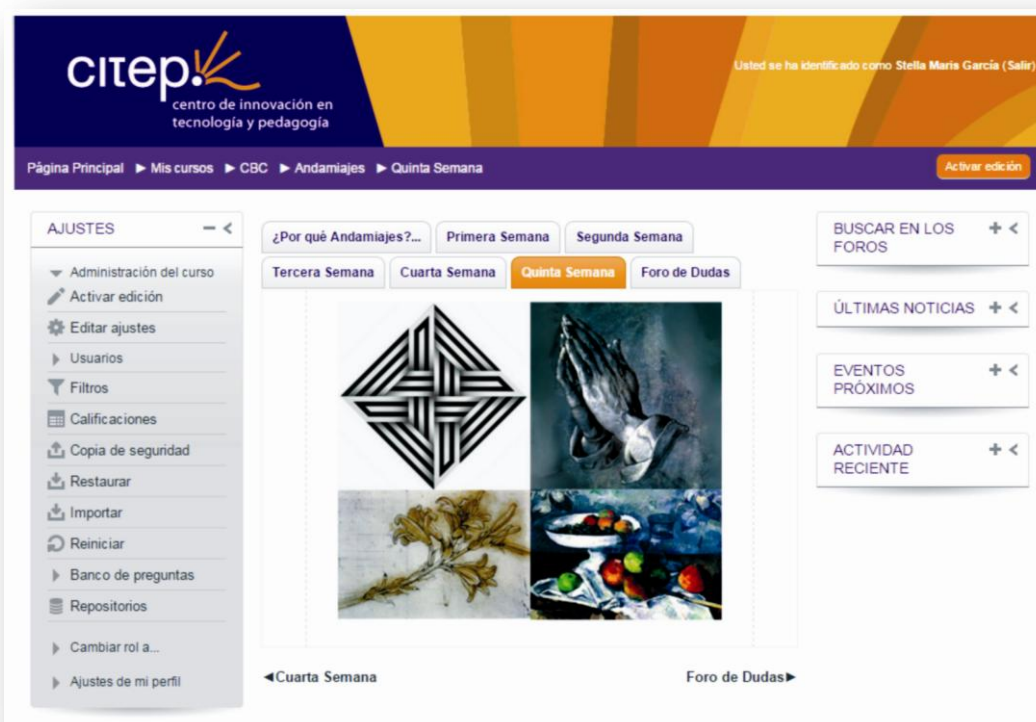 citep.
centro de innovación en
tecnología y pedagogía
Usted se ha identificado como Stella Maris García (Salir)
Página Principal ► Mis cursos ► CBC ► Andamiajes ► Quinta Semana
Activar edición
AJUSTES
Administración del curso
Activar edición
Editar ajustes
Usuarios
Filtros
Calificaciones
Copia de seguridad
Restaurar
Importar
Reiniciar
Banco de preguntas
Repositorios
Cambiar rol a...
Ajustes de mi perfil
¿Por qué Andamiajes?... Primera Semana Segunda Semana
Tercera Semana Cuarta Semana Quinta Semana Foro de Dudas
◄Cuarta Semana Foro de Dudas►
BUSCAR EN LOS
FOROS
ÚLTIMAS NOTICIAS
EVENTOS
PRÓXIMOS
ACTIVIDAD
RECIENTE